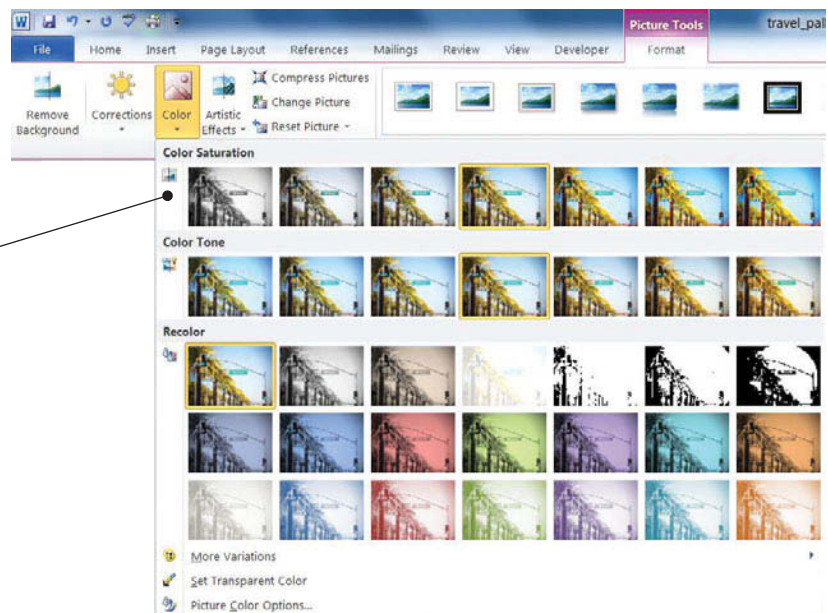 W
Picture Tools
travel_pal
File Home Insert Page Layout References Mailings Review View Developer Format
Remove Background
Corrections
Color
Artistic Effects
Compress Pictures
Change Picture
Reset Picture
Color Saturation
Color Tone
Recolor
More Variations
Set Transparent Color
Picture Color Options...